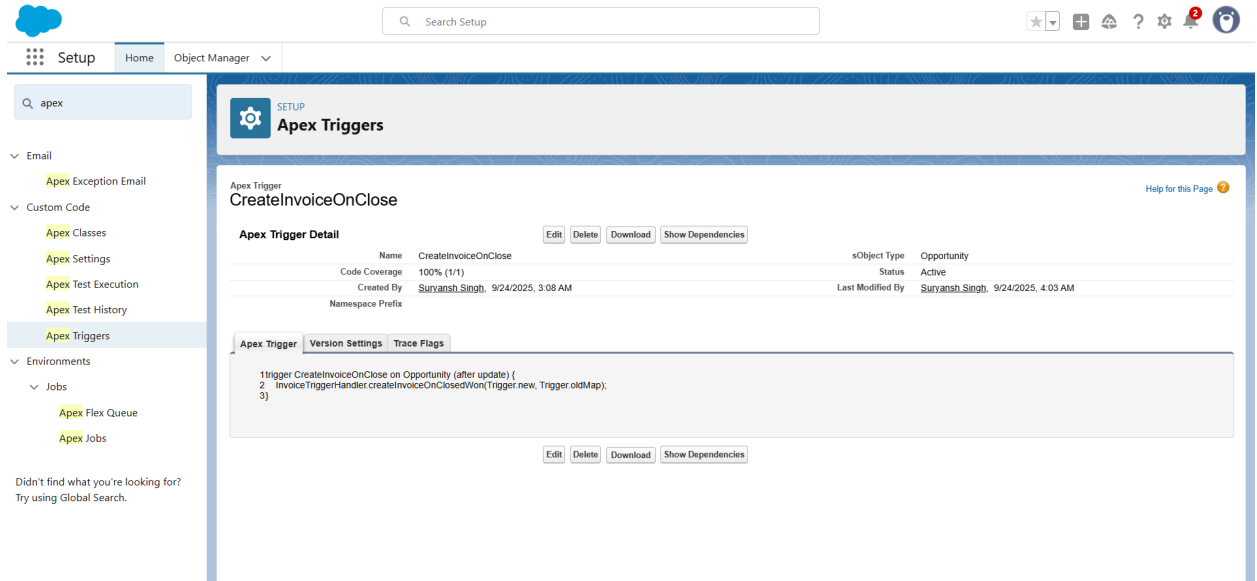 Search Setup
2
Setup
Home
Object Manager
apex
Email
Apex Exception Email
Custom Code
Apex Classes
Apex Settings
Apex Test Execution
Apex Test History
Apex Triggers
Environments
Jobs
Apex Flex Queue
Apex Jobs
Didn't find what you're looking for?
Try using Global Search.
SETUP
Apex Triggers
Apex Trigger
CreateInvoiceOnClose
Help for this Page ?
Apex Trigger Detail
Edit Delete Download Show Dependencies
Name CreateInvoiceOnClose sObject Type Opportunity
Code Coverage 100% (1/1) Status Active
Created By Suryansh Singh, 9/24/2025, 3:08 AM Last Modified By Suryansh Singh, 9/24/2025, 4:03 AM
Namespace Prefix
Apex Trigger Version Settings Trace Flags
1trigger CreateInvoiceOnClose on Opportunity (after update) {
2 InvoiceTriggerHandler.createInvoiceOnClosedWon(Trigger.new, Trigger.oldMap);
3}
Edit Delete Download Show Dependencies